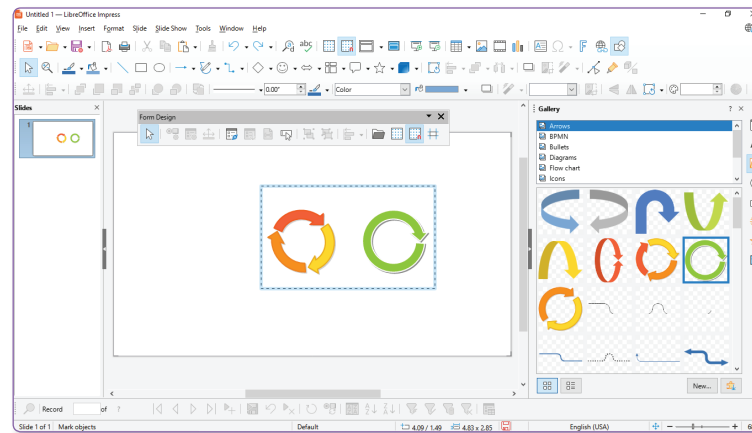 Untitled 1 — LibreOffice Impress
File Edit View Insert Format Slide Slide Show Tools Window Help
0.00" Color
Slides
1
Form Design
Gallery
Arrows
BPMN
Bullets
Diagrams
Flow chart
Icons
New...
Record of ?
Slide 1 of 1 Mark objects Default 4.09 / 1.49 4.83 x 2.85 English (USA)